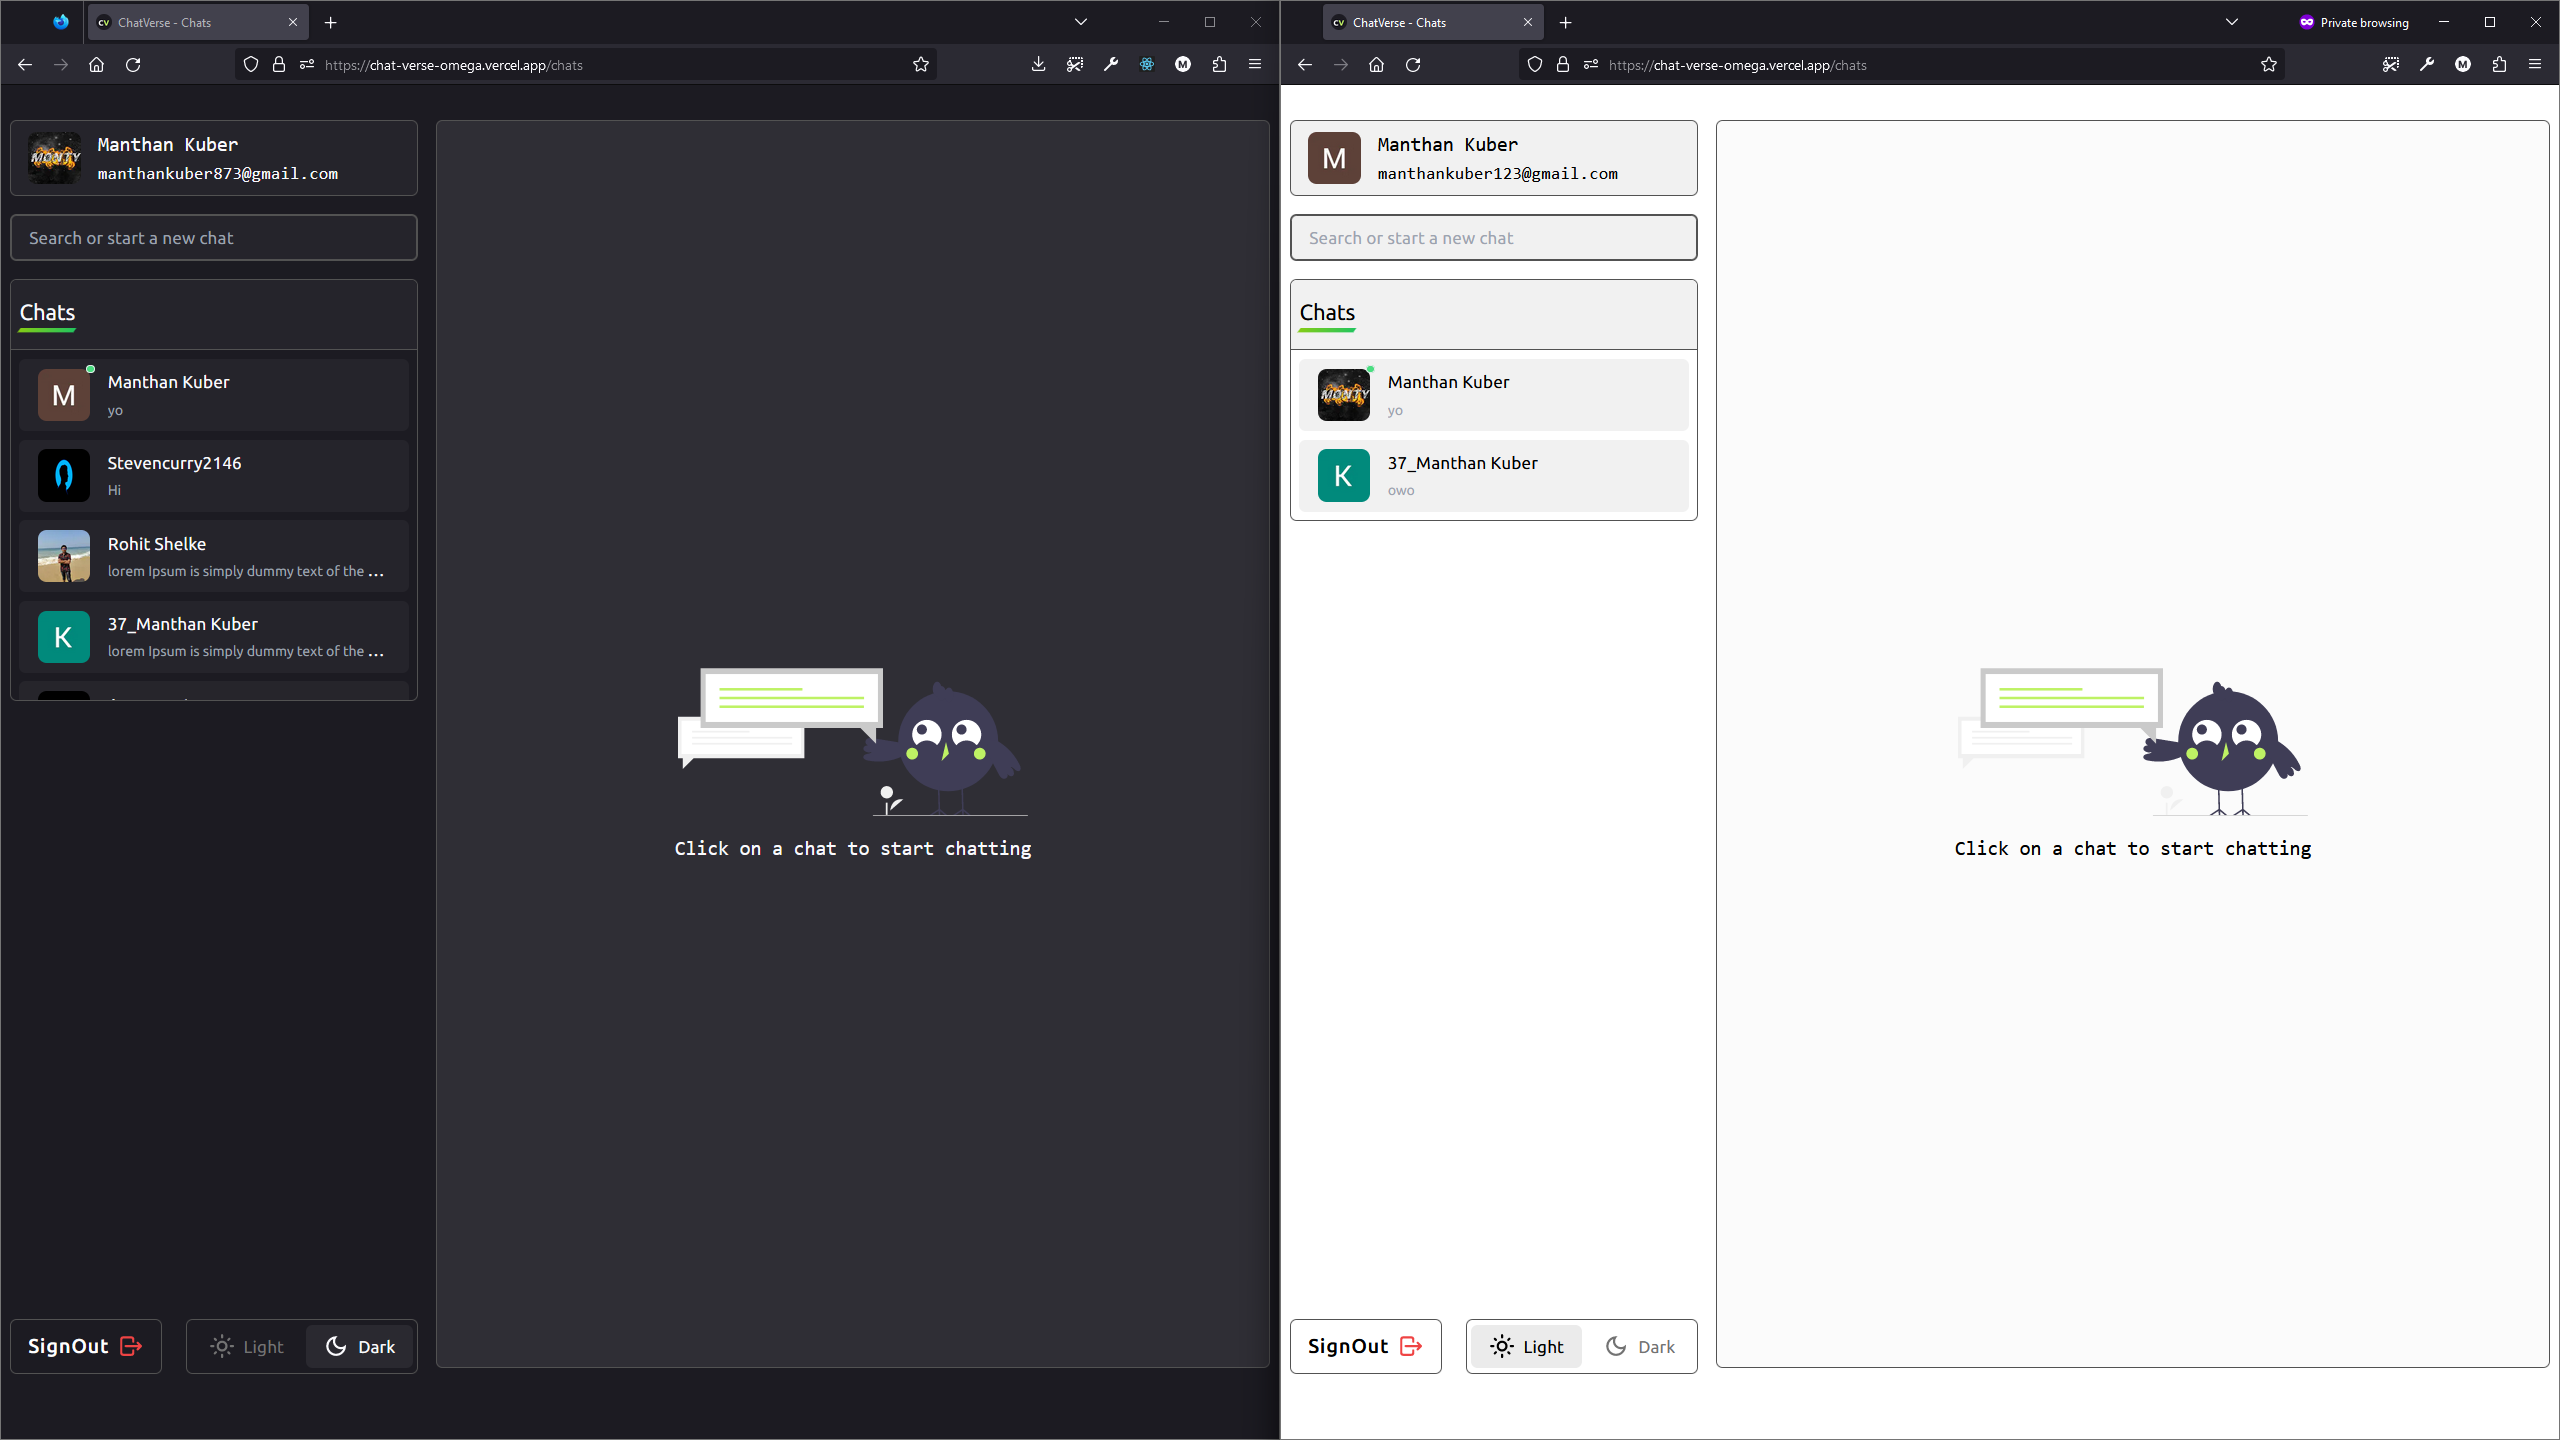 ChatVerse - Chats
https://chat-verse-omega.vercel.app/chats
MONTY
Manthan Kuber
manthankuber873@gmail.com
Search or start a new chat
Chats
M
Manthan Kuber
yo
Stevencurry2146
Hi
Rohit Shelke
lorem Ipsum is simply dummy text of the ...
K
37_Manthan Kuber
lorem Ipsum is simply dummy text of the ...
Click on a chat to start chatting
SignOut
Light
Dark
ChatVerse - Chats
Private browsing
https://chat-verse-omega.vercel.app/chats
M
Manthan Kuber
manthankuber123@gmail.com
Search or start a new chat
Chats
MONTY
Manthan Kuber
yo
K
37_Manthan Kuber
owo
Click on a chat to start chatting
SignOut
Light
Dark